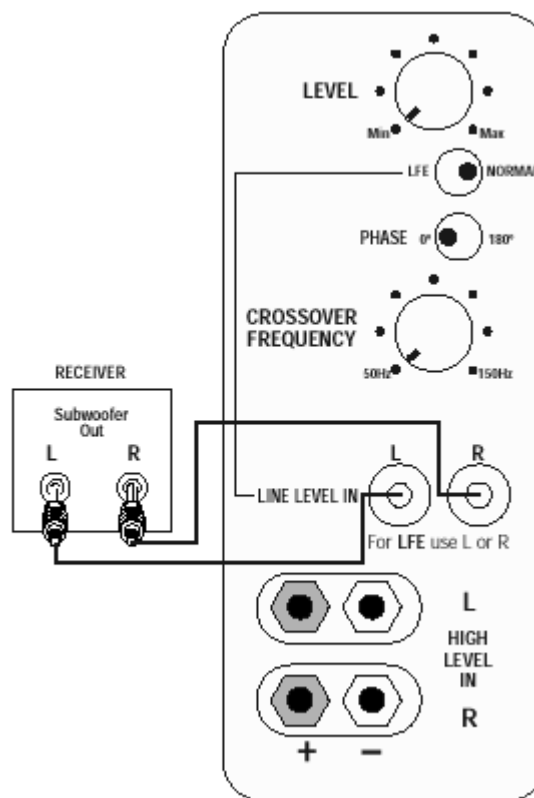 LEVEL
Min
Max
LFE
NORMAL
PHASE
0°
180°
CROSSOVER
FREQUENCY
50Hz
150Hz
RECEIVER
Subwoofer
Out
L
R
L
R
LINE LEVEL IN
For LFE use L or R
L
HIGH
LEVEL
IN
R
+
−